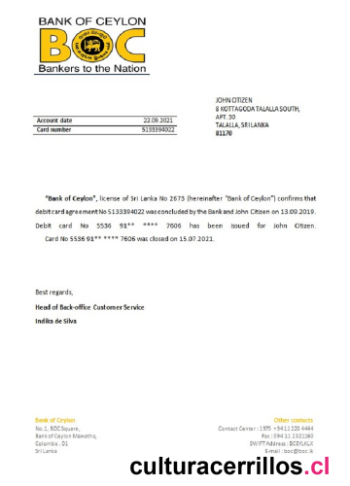 BANK OF CEYLON
BOC
Bankers to the Nation
JOHN CITIZEN
8 KOTTAGODA TALALLA SOUTH,
APT. 30
TALALLA, SRI LANKA
81170
Account date 22.09.2021
Card number 5133394022
"Bank of Ceylon", license of Sri Lanka No 2673 (hereinafter "Bank of Ceylon") confirms that
debit card agreement No 5133394022 was concluded by the Bank and John Citizen on 13.09.2019.
Debit card No 5536 91** **** 7606 has been issued for John Citizen.
Card No 5536 91** **** 7606 was closed on 15.07.2021.
Best regards,
Head of Back-office Customer Service
Indika de Silva
Bank of Ceylon
No.1, BOC Square,
Bank of Ceylon Mawatha,
Colombo, 01
Sri Lanka
Other contacts
Contact Center : 1975 +94 11 220 4444
Fax : +94 11
SWIFT Address : BCEYLKLX
E-mail : boc@boc.lk
culturacerrillos.cl